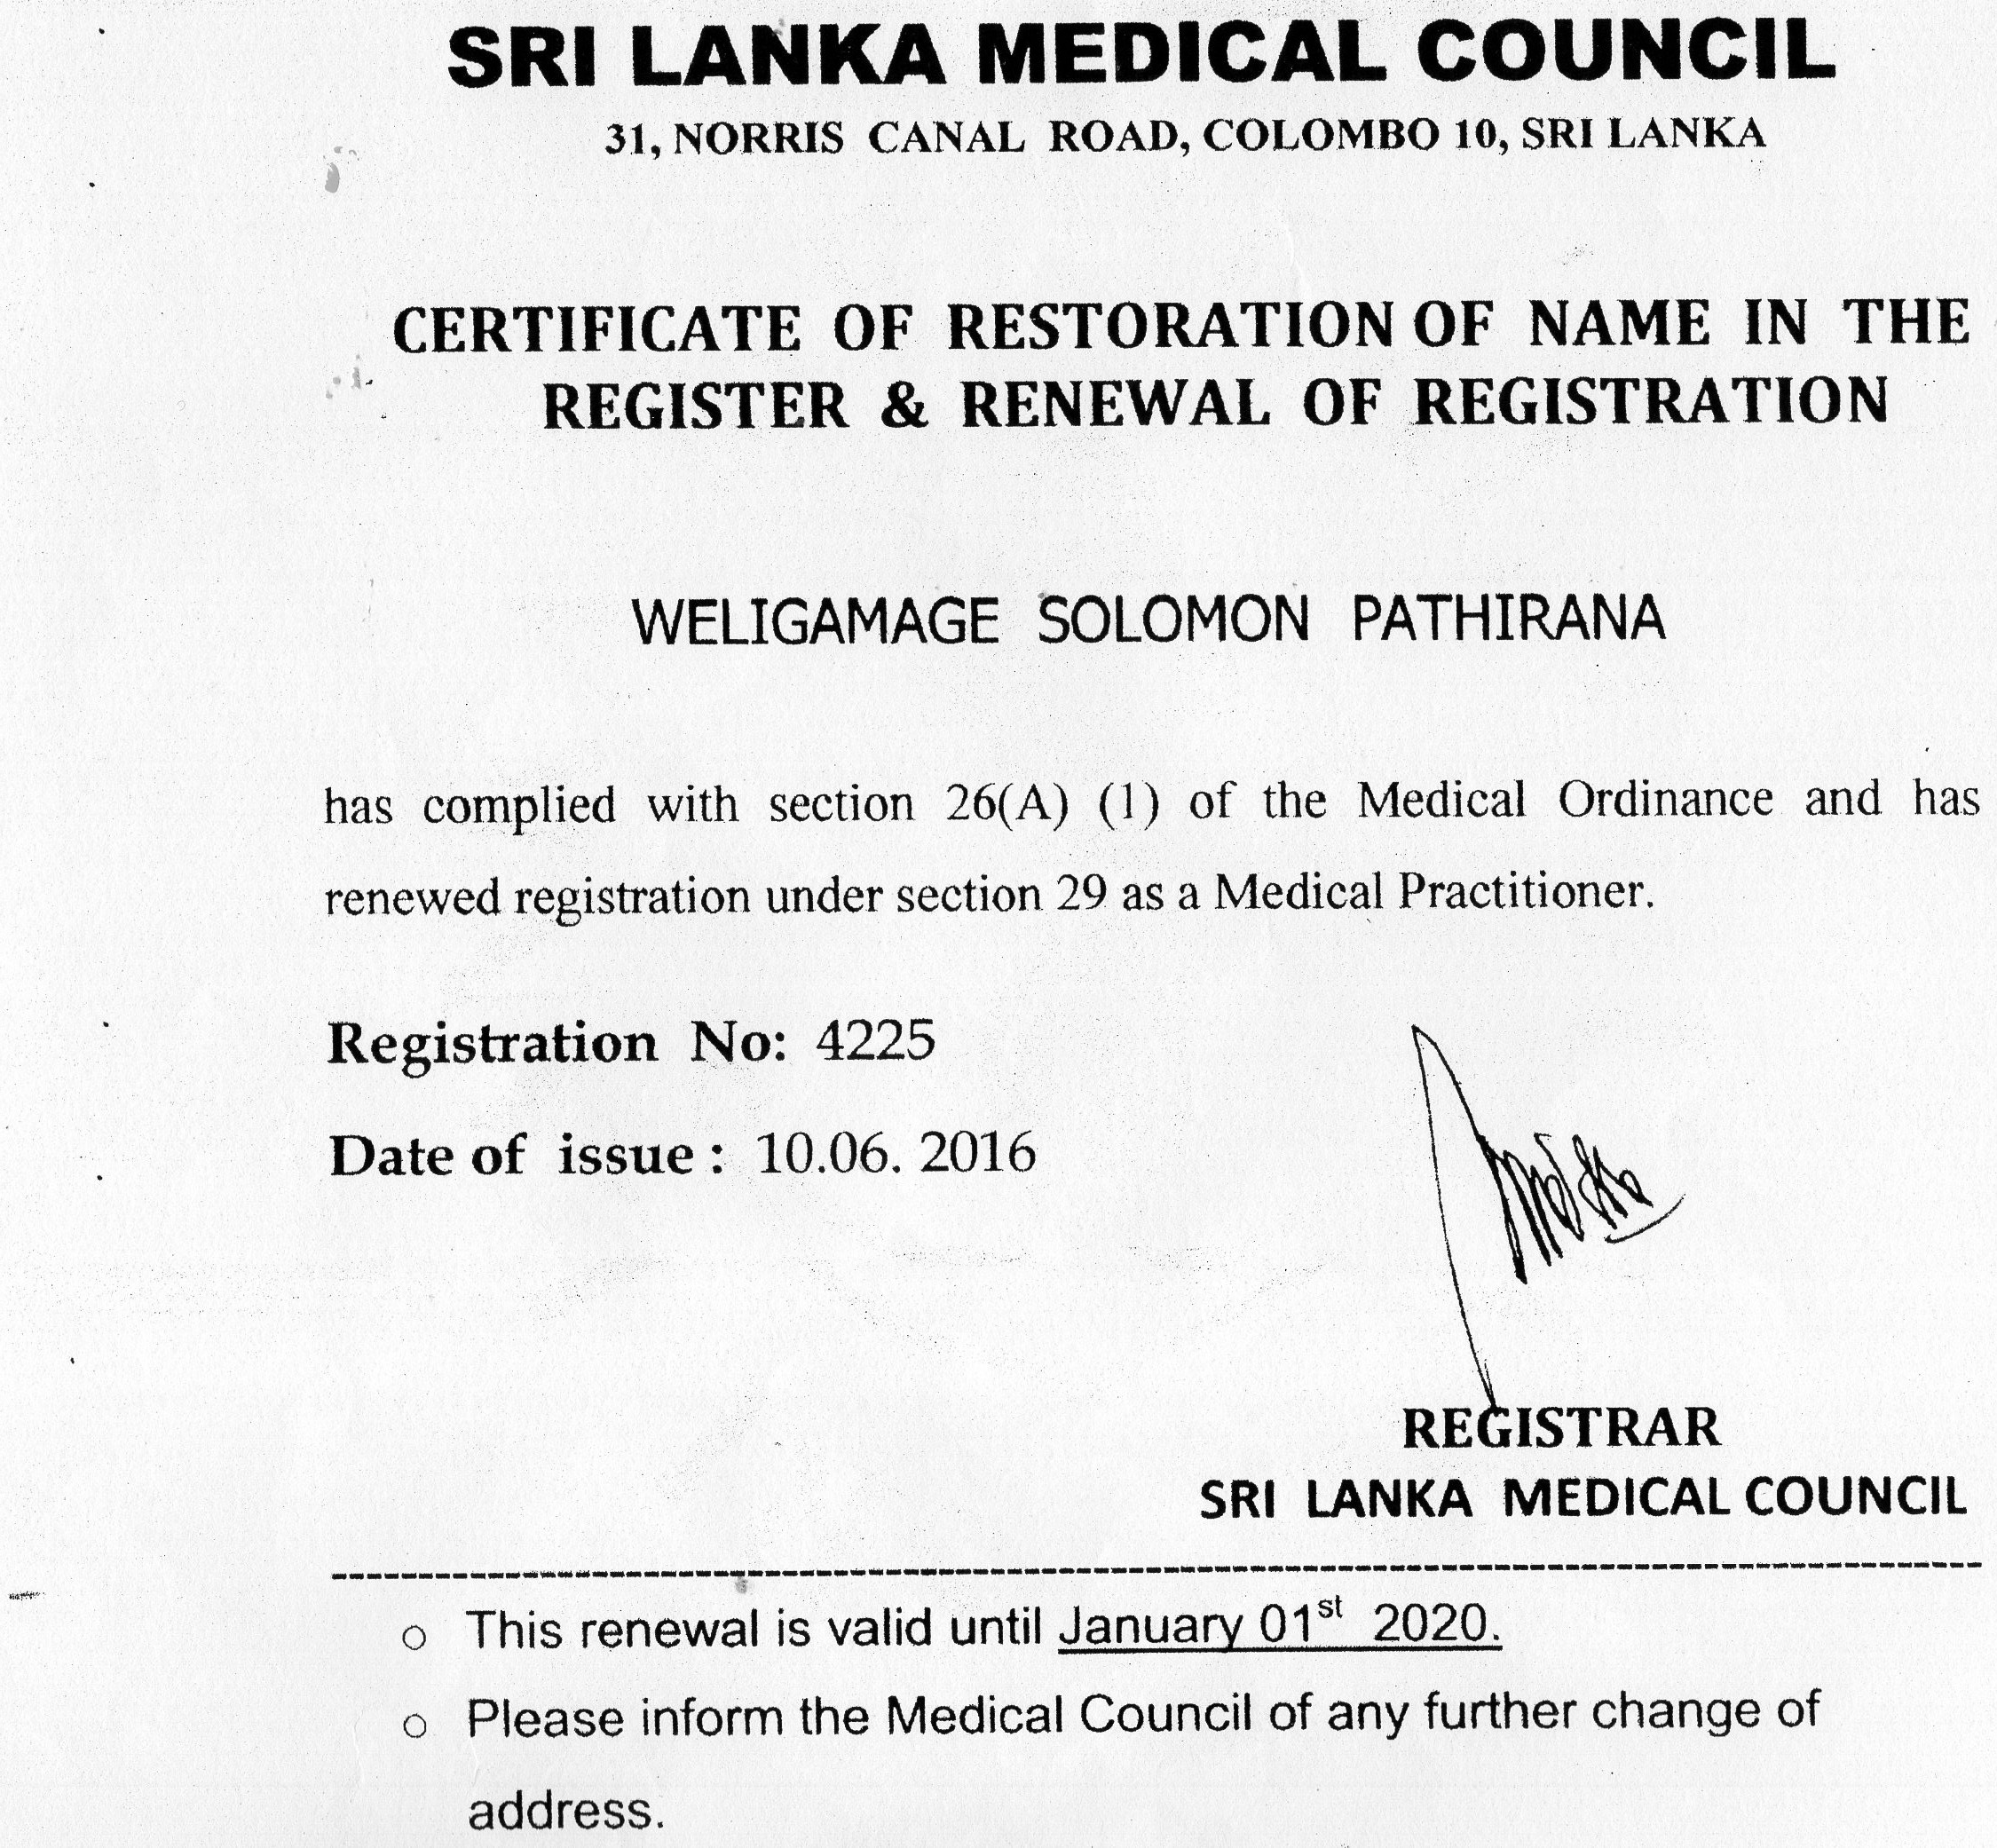 SRI LANKA MEDICAL COUNCIL
31, NORRIS CANAL ROAD, COLOMBO 10, SRI LANKA
CERTIFICATE OF RESTORATION OF NAME IN THE
REGISTER & RENEWAL OF REGISTRATION
WELIGAMAGE SOLOMON PATHIRANA
has complied with section 26(A) (1) of the Medical Ordinance and has
renewed registration under section 29 as a Medical Practitioner.
Registration No: 4225
Date of issue : 10.06. 2016
REGISTRAR
SRI LANKA MEDICAL COUNCIL
○ This renewal is valid until January 01st 2020.
○ Please inform the Medical Council of any further change of
address.